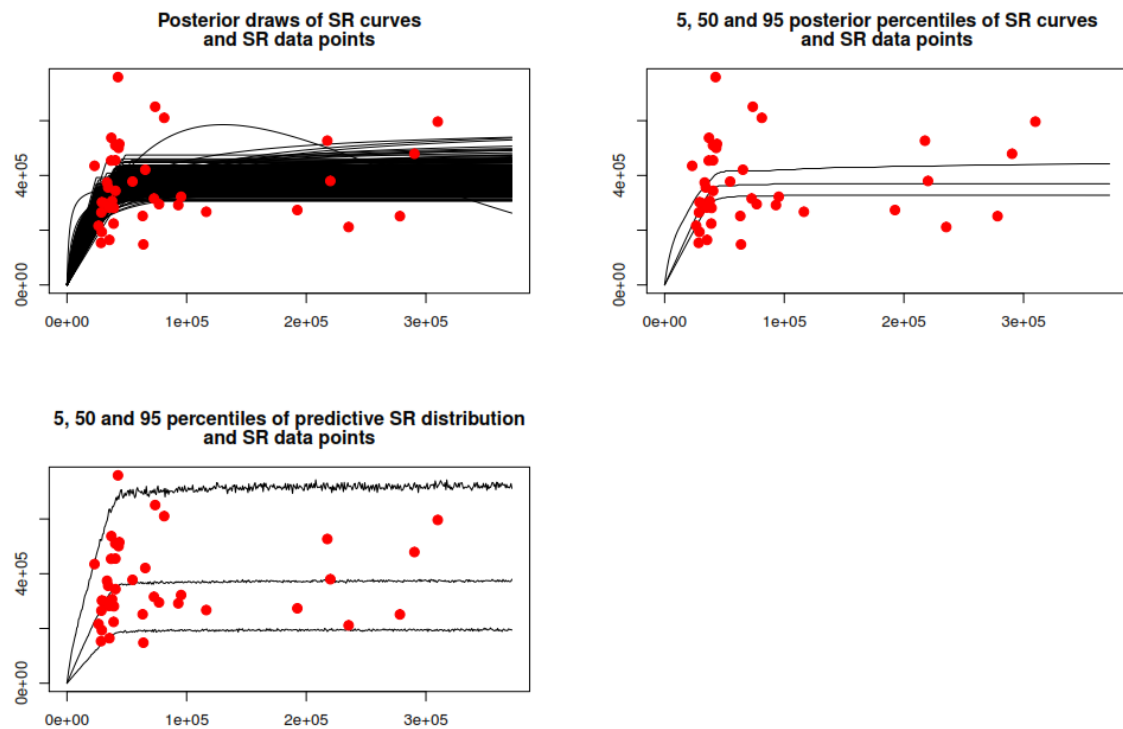 Posterior draws of SR curves
and SR data points
4e+05
0e+00
0e+00 1e+05 2e+05 3e+05
5, 50 and 95 posterior percentiles of SR curves
and SR data points
4e+05
0e+00
0e+00 1e+05 2e+05 3e+05
5, 50 and 95 percentiles of predictive SR distribution
and SR data points
4e+05
0e+00
0e+00 1e+05 2e+05 3e+05